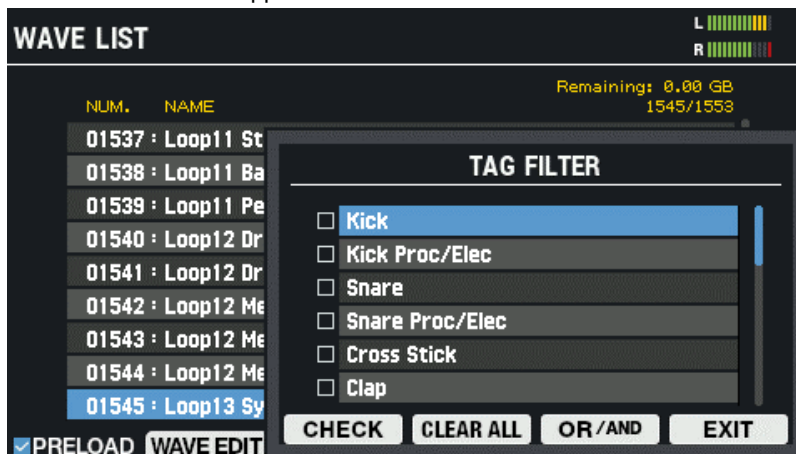 WAVE LIST
L
R
Remaining: 0.00 GB
NUM. NAME
1545/1553
01537 : Loop11 St
01538 : Loop11 Ba
01539 : Loop11 Pe
01540 : Loop12 Dr
01541 : Loop12 Dr
01542 : Loop12 Me
01543 : Loop12 Me
01544 : Loop12 Me
01545 : Loop13 Sy
PRELOAD WAVE EDIT
TAG FILTER
Kick
Kick Proc/Elec
Snare
Snare Proc/Elec
Cross Stick
Clap
CHECK CLEAR ALL OR/AND EXIT